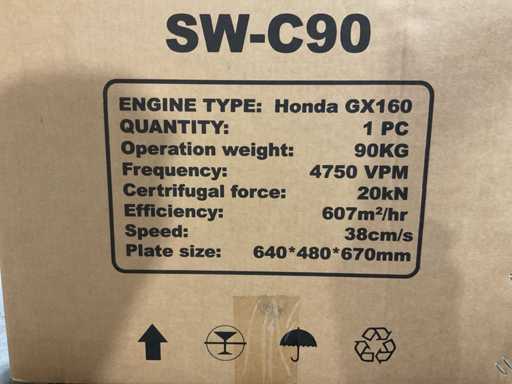 SW-C90
ENGINE TYPE: Honda GX160
QUANTITY: 1 PC
Operation weight: 90KG
Frequency: 4750 VPM
Certrifugal force: 20kN
Efficiency: 607m²/hr
Speed: 38cm/s
Plate size: 640*480*670mm